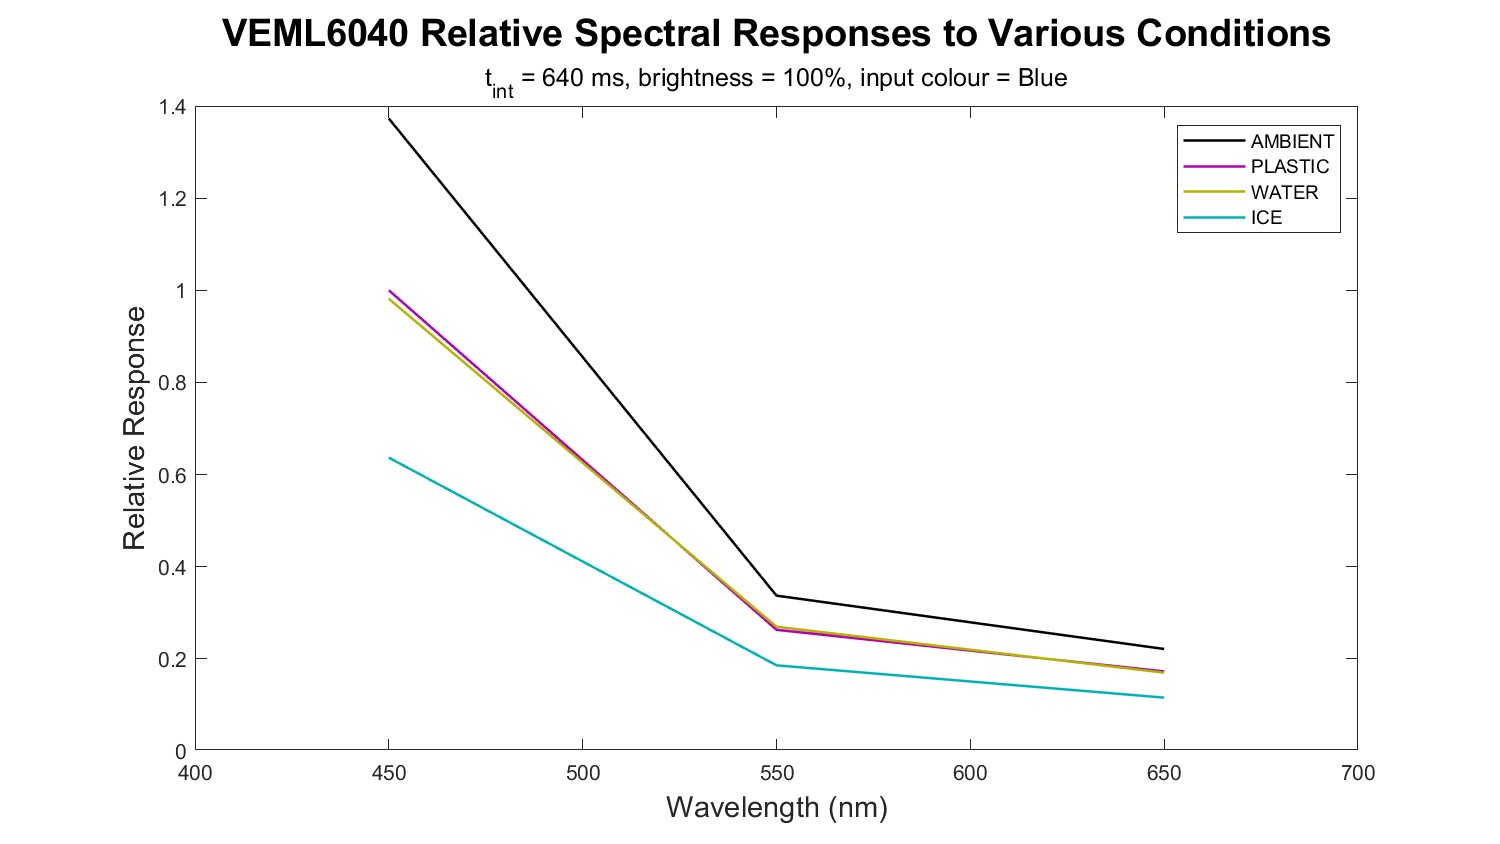 VEML6040 Relative Spectral Responses to Various Conditions
t_int = 640 ms, brightness = 100%, input colour = Blue
1.4
1.2
1
0.8
0.6
0.4
0.2
0
Relative Response
AMBIENT
PLASTIC
WATER
ICE
400 450 500 550 600 650 700
Wavelength (nm)